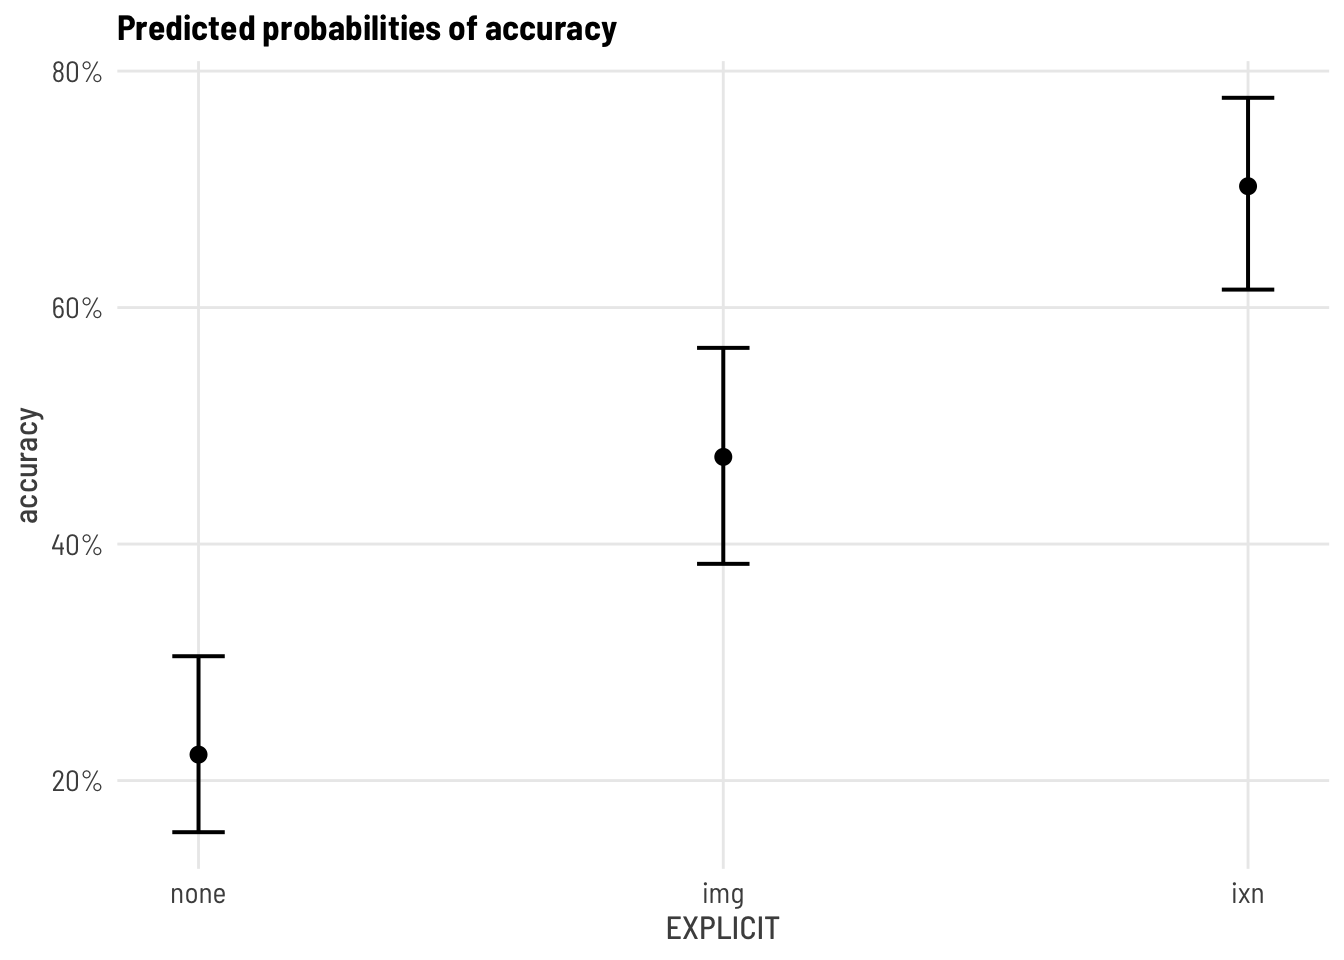 Predicted probabilities of accuracy
80%
60%
40%
20%
accuracy
none
img
ixn
EXPLICIT